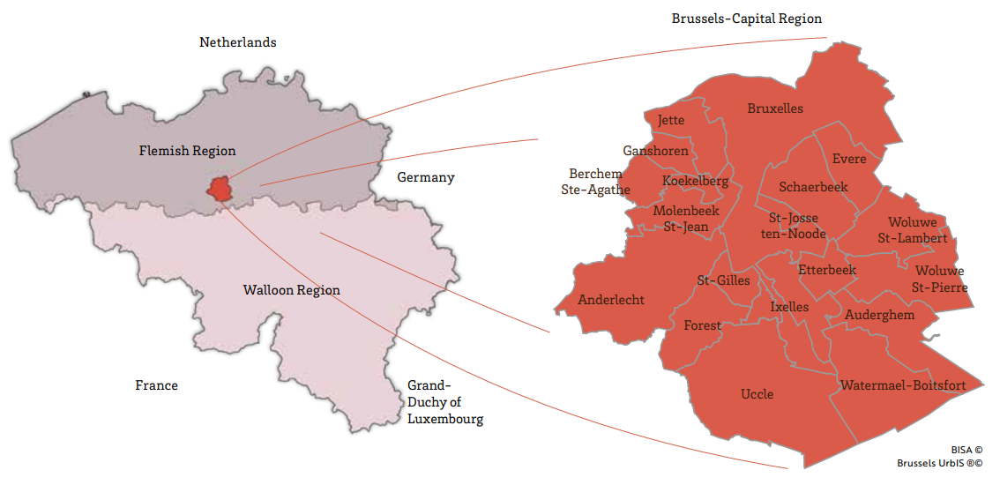 Brussels-Capital Region
Netherlands
Flemish Region
Germany
Walloon Region
France
Grand-
Duchy of
Luxembourg
Bruxelles
Jette
Ganshoren
Evere
Berchem
Ste-Agathe
Koekelberg
Schaerbeek
Molenbeek
St-Jean
St-Josse
ten-Noode
Woluwe
St-Lambert
Etterbeek
Woluwe
St-Pierre
St-Gilles
Anderlecht
Ixelles
Auderghem
Forest
Uccle
Watermael-Boitsfort
BISA ©
Brussels UrbIS ®©